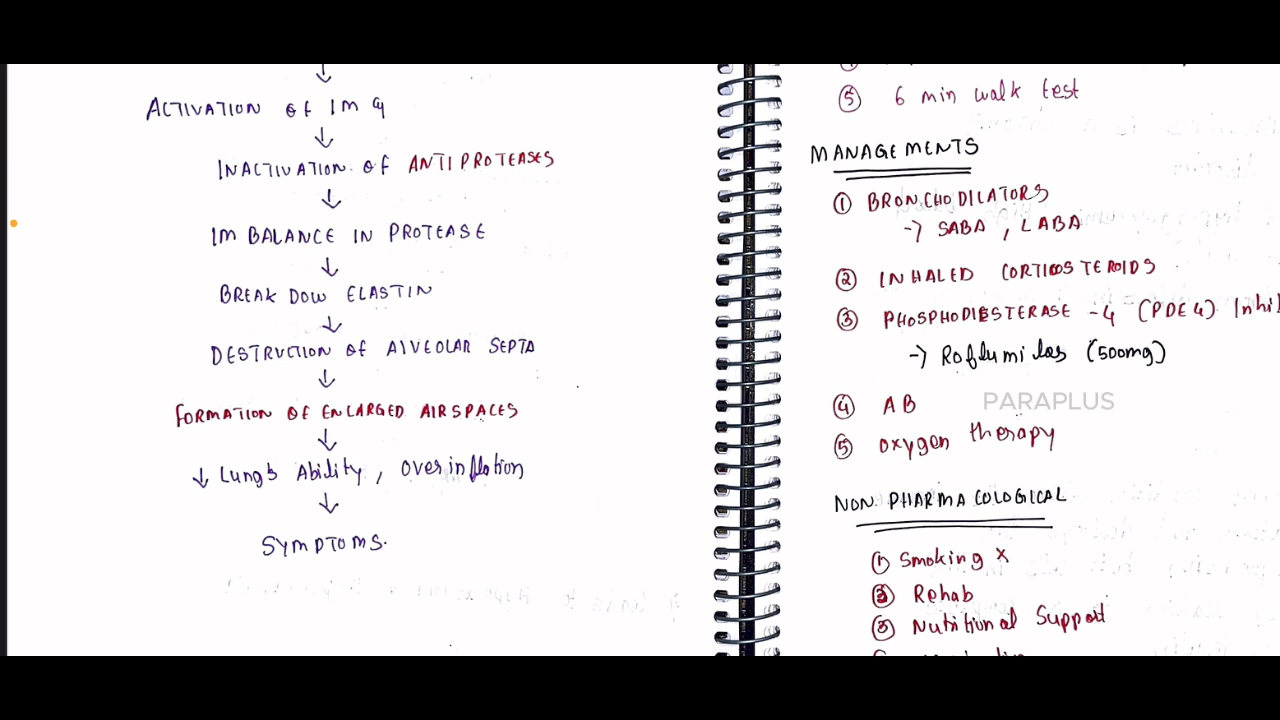 ACTIVATION OF IM G
↓
INACTIVATION OF ANTIPROTEASES
↓
IMBALANCE IN PROTEASE
↓
BREAK DOW ELASTIN
↓
DESTRUCTION OF ALVEOLAR SEPTA
↓
FORMATION OF ENLARGED AIRSPACES
↓
↓ Lungs Ability, Overinflation
↓
SYMPTOMS.
⑤ 6 min walk test
MANAGEMENTS
① BRONCHODILATORS
→ SABA, LABA
② INHALED CORTICOSTEROIDS
③ PHOSPHODIESTERASE -4 (PDE4) Inhi
→ Roflumilas (500mg)
④ AB
PARAPLUS
⑤ oxygen therapy
NON PHARMACOLOGICAL
① Smoking X
② Rehab
③ Nutritional Support